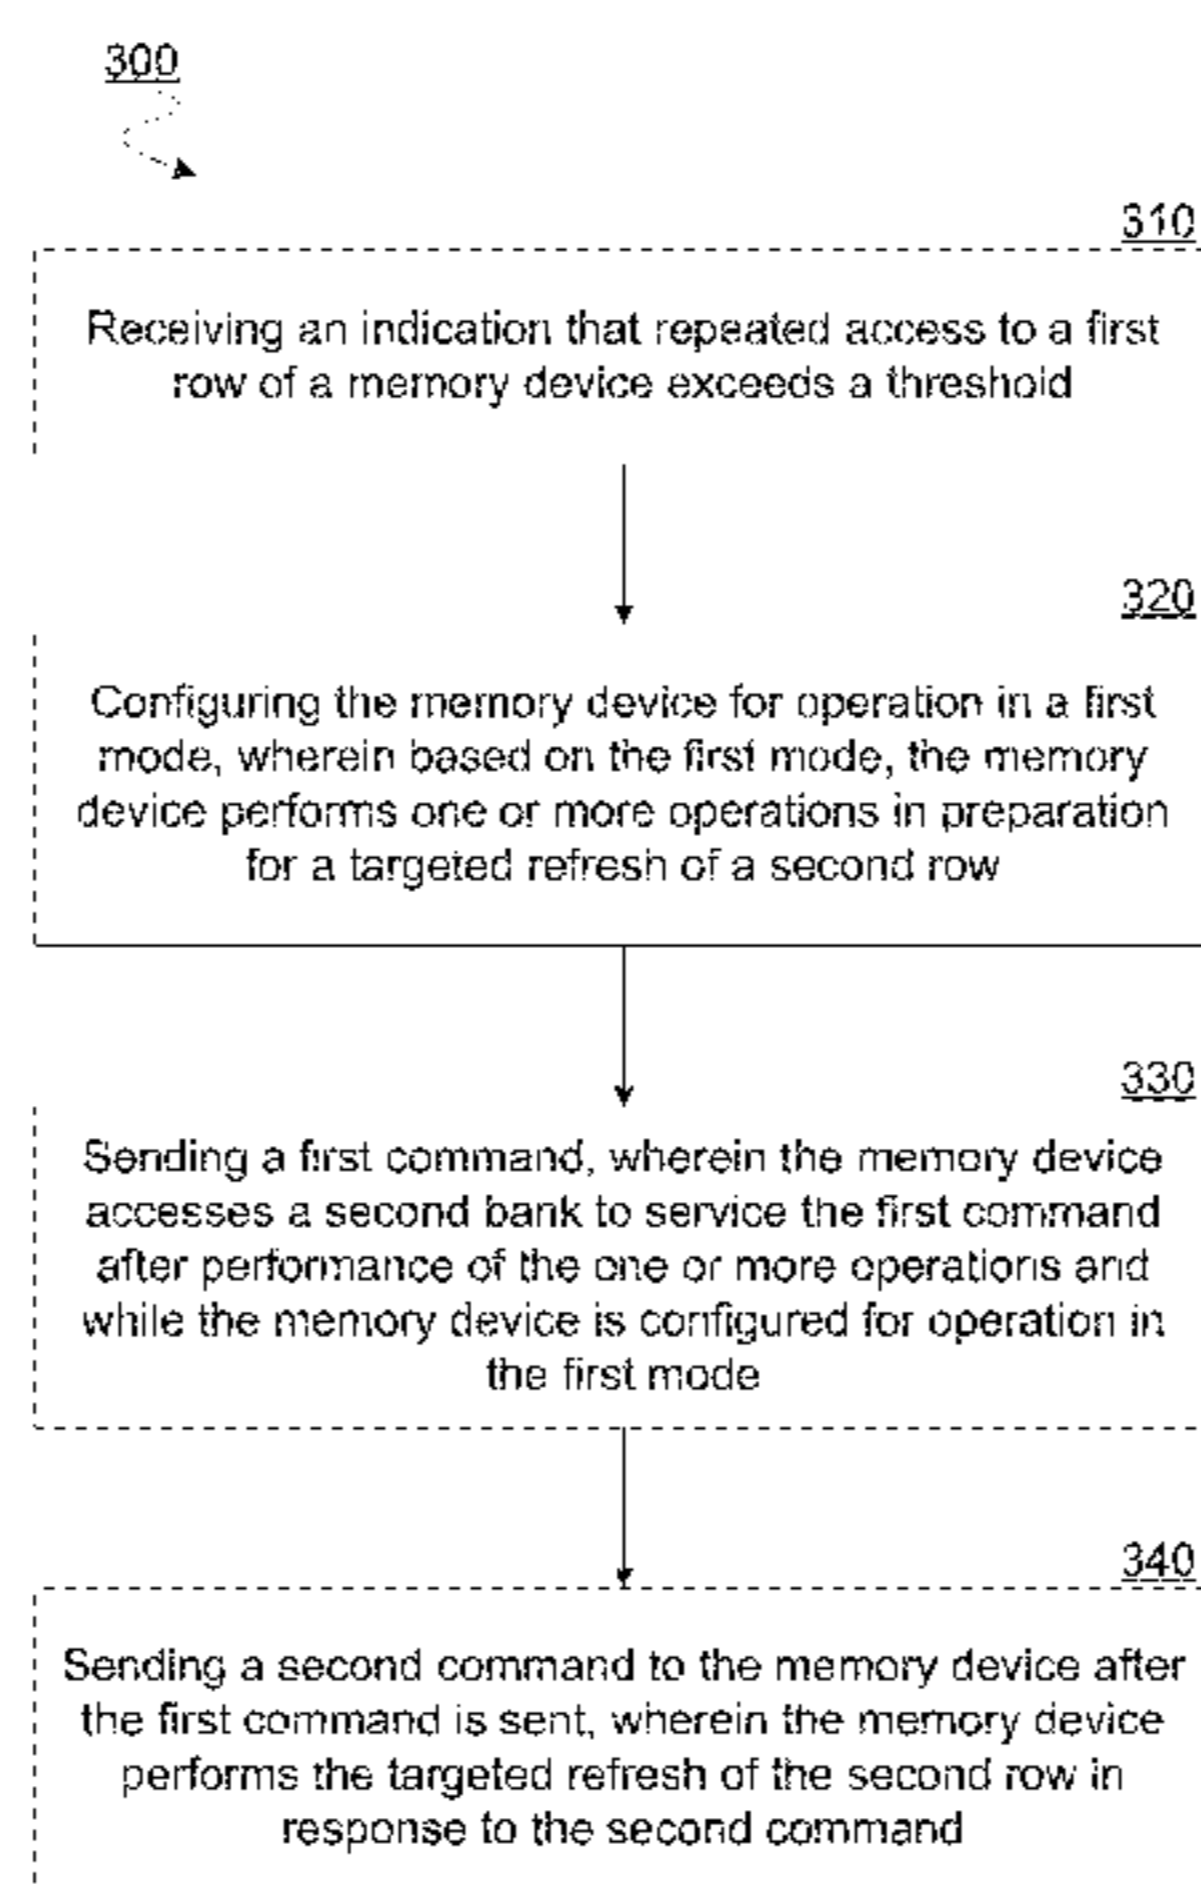 300
310
Receiving an indication that repeated access to a first
row of a memory device exceeds a threshold
320
Configuring the memory device for operation in a first
mode, wherein based on the first mode, the memory
device performs one or more operations in preparation
for a targeted refresh of a second row
330
Sending a first command, wherein the memory device
accesses a second bank to service the first command
after performance of the one or more operations and
while the memory device is configured for operation in
the first mode
340
Sending a second command to the memory device after
the first command is sent, wherein the memory device
performs the targeted refresh of the second row in
response to the second command